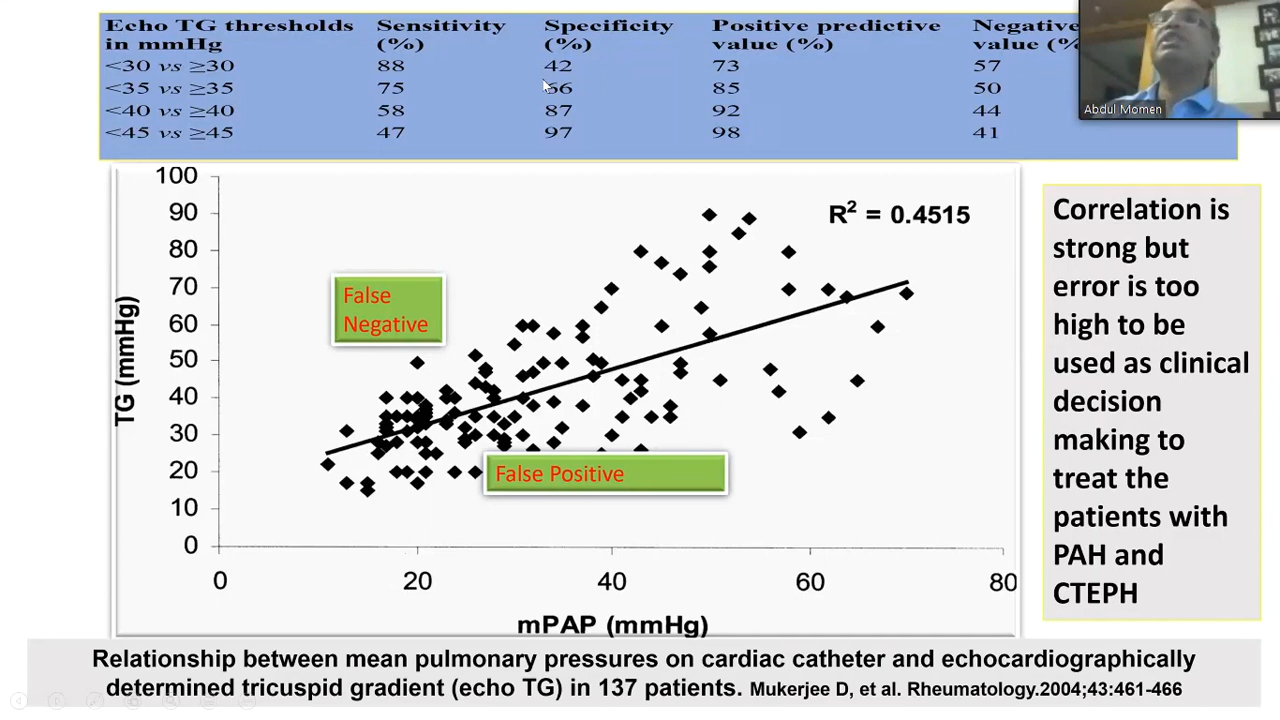 Echo TG thresholds Sensitivity Specificity Positive predictive Negative
in mmHg (%) (%) value (%) value (%
<30 vs ≥30 88 42 73 57
<35 vs ≥35 75 66 85 50
<40 vs ≥40 58 87 92 44
<45 vs ≥45 47 97 98 41
Abdul Momen
100
90
80
70
60
50
40
30
20
10
0
TG (mmHg)
R² = 0.4515
False
Negative
False Positive
0 20 40 60 80
mPAP (mmHg)
Correlation is
strong but
error is too
high to be
used as clinical
decision
making to
treat the
patients with
PAH and
CTEPH
Relationship between mean pulmonary pressures on cardiac catheter and echocardiographically
determined tricuspid gradient (echo TG) in 137 patients. Mukerjee D, et al. Rheumatology.2004;43:461-466